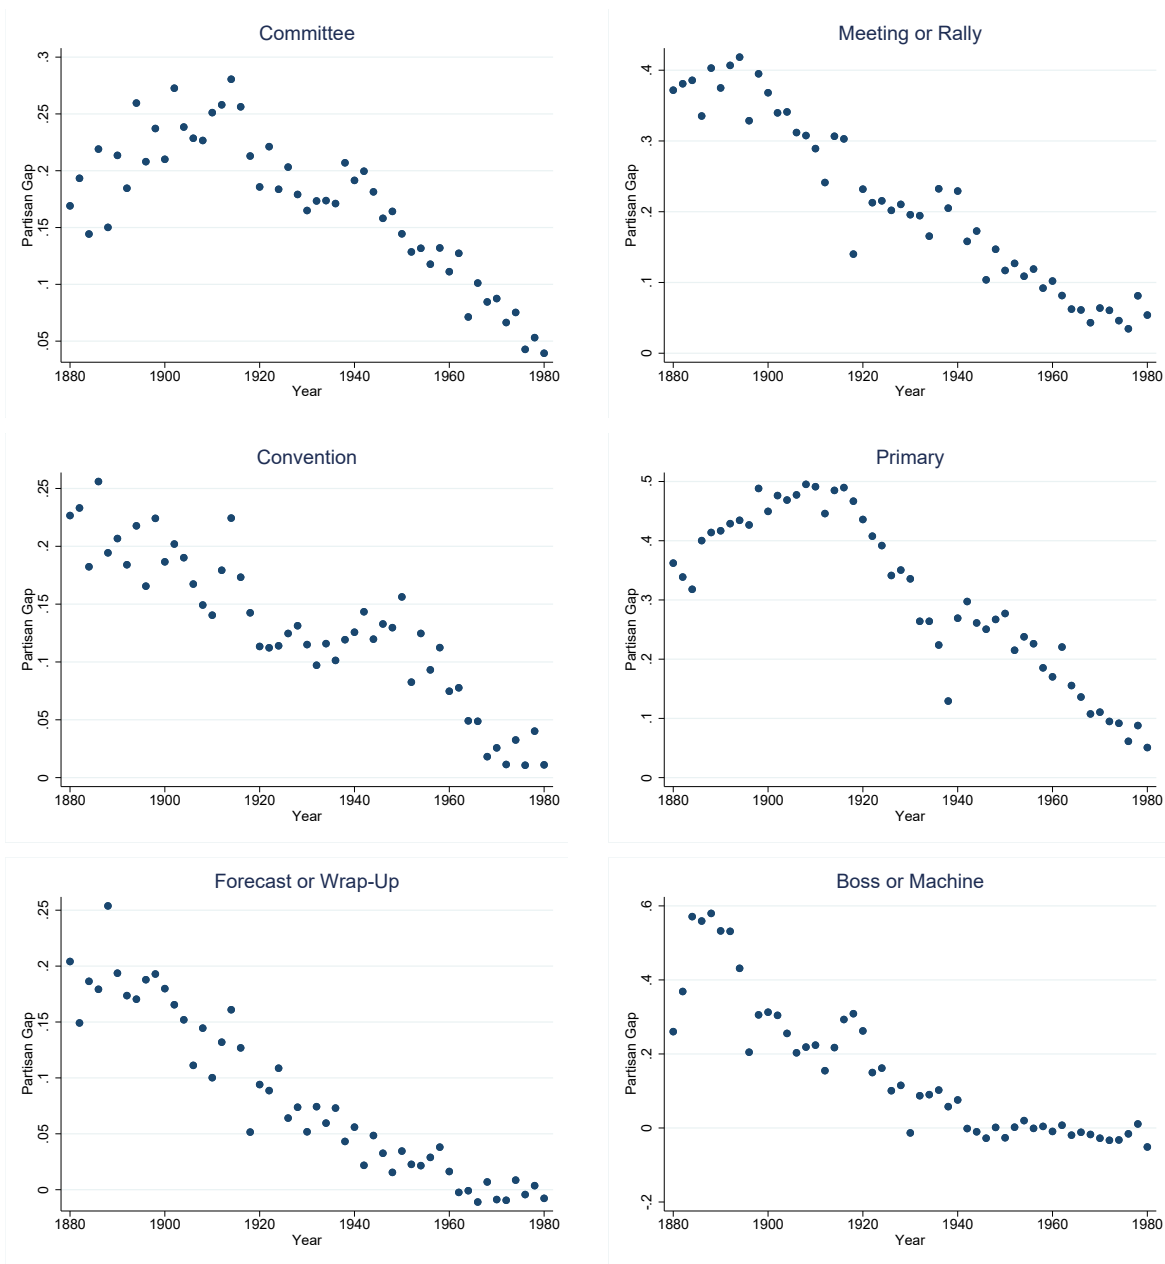 Committee
Partisan Gap
.3
.25
.2
.15
.1
.05
1880 1900 1920 1940 1960 1980
Year
Meeting or Rally
Partisan Gap
.4
.3
.2
.1
0
1880 1900 1920 1940 1960 1980
Year
Convention
Partisan Gap
.25
.2
.15
.1
.05
0
1880 1900 1920 1940 1960 1980
Year
Primary
Partisan Gap
.5
.4
.3
.2
.1
0
1880 1900 1920 1940 1960 1980
Year
Forecast or Wrap-Up
Partisan Gap
.25
.2
.15
.1
.05
0
1880 1900 1920 1940 1960 1980
Year
Boss or Machine
Partisan Gap
.6
.4
.2
0
-.2
1880 1900 1920 1940 1960 1980
Year